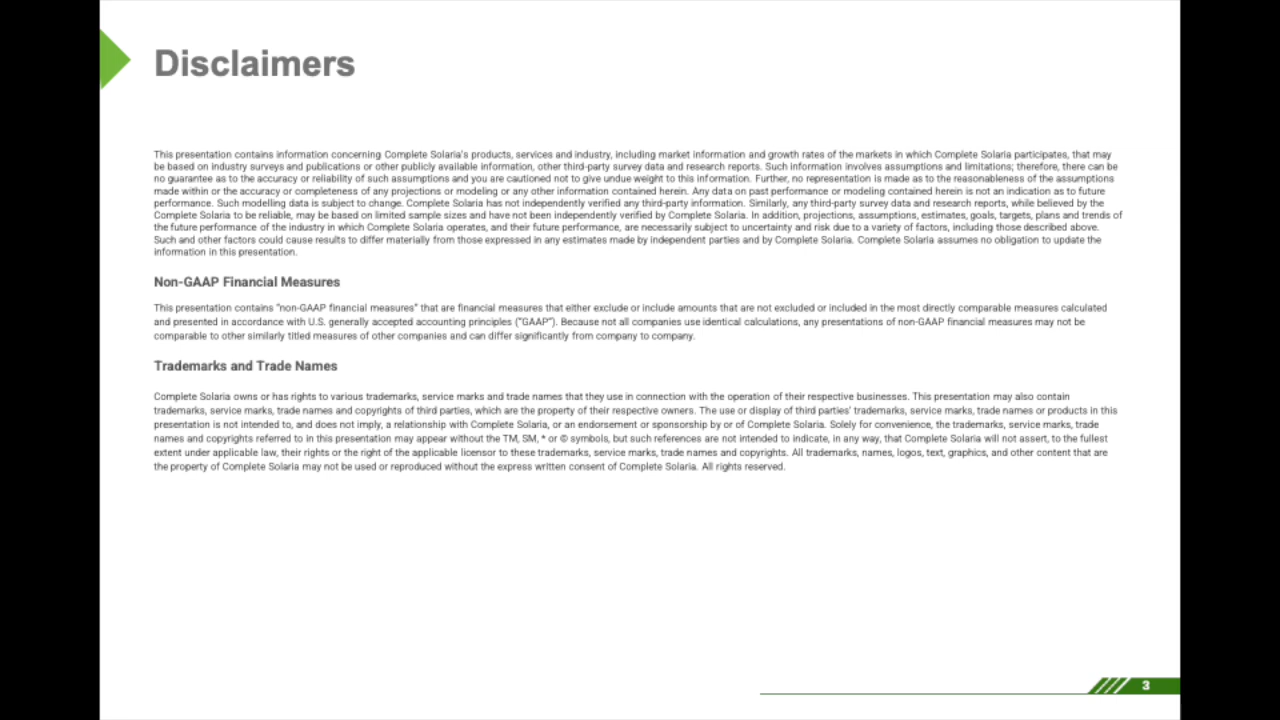 Disclaimers
This presentation contains information concerning Complete Solaria's products, services and industry, including market information and growth rates of the markets in which Complete Solaria participates, that may
be based on industry surveys and publications or other publicly available information, other third-party survey data and research reports. Such information involves assumptions and limitations; therefore, there can be
no guarantee as to the accuracy or reliability of such assumptions and you are cautioned not to give undue weight to this information. Further, no representation is made as to the reasonableness of the assumptions
made within or the accuracy or completeness of any projections or modeling or any other information contained herein. Any data on past performance or modeling contained herein is not an indication as to future
performance. Such modelling data is subject to change. Complete Solaria has not independently verified any third-party information. Similarly, any third-party survey data and research reports, while believed by the
Complete Solaria to be reliable, may be based on limited sample sizes and have not been independently verified by Complete Solaria. In addition, projections, assumptions, estimates, goals, targets, plans and trends of
the future performance of the industry in which Complete Solaria operates, and their future performance, are necessarily subject to uncertainty and risk due to a variety of factors, including those described above.
Such and other factors could cause results to differ materially from those expressed in any estimates made by independent parties and by Complete Solaria. Complete Solaria assumes no obligation to update the
information in this presentation.
Non-GAAP Financial Measures
This presentation contains "non-GAAP financial measures" that are financial measures that either exclude or include amounts that are not excluded or included in the most directly comparable measures calculated
and presented in accordance with U.S. generally accepted accounting principles ("GAAP"). Because not all companies use identical calculations, any presentations of non-GAAP financial measures may not be
comparable to other similarly titled measures of other companies and can differ significantly from company to company.
Trademarks and Trade Names
Complete Solaria owns or has rights to various trademarks, service marks and trade names that they use in connection with the operation of their respective businesses. This presentation may also contain
trademarks, service marks, trade names and copyrights of third parties, which are the property of their respective owners. The use or display of third parties' trademarks, service marks, trade names or products in this
presentation is not intended to, and does not imply, a relationship with Complete Solaria, or an endorsement or sponsorship by or of Complete Solaria. Solely for convenience, the trademarks, service marks, trade
names and copyrights referred to in this presentation may appear without the TM, SM, * or © symbols, but such references are not intended to indicate, in any way, that Complete Solaria will not assert, to the fullest
extent under applicable law, their rights or the right of the applicable licensor to these trademarks, service marks, trade names and copyrights. All trademarks, names, logos, text, graphics, and other content that are
the property of Complete Solaria may not be used or reproduced without the express written consent of Complete Solaria. All rights reserved.
3